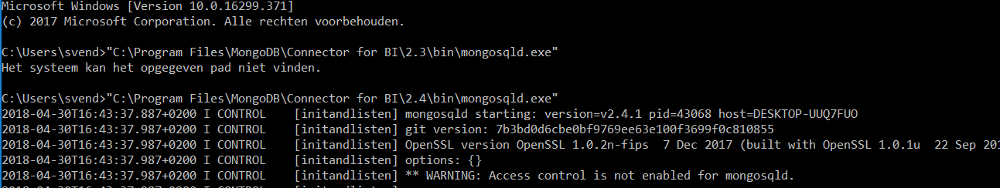 Microsoft Windows [Version 10.0.16299.371]
(c) 2017 Microsoft Corporation. Alle rechten voorbehouden.
C:\Users\svend>"C:\Program Files\MongoDB\Connector for BI\2.3\bin\mongosqld.exe"
Het systeem kan het opgegeven pad niet vinden.
C:\Users\svend>"C:\Program Files\MongoDB\Connector for BI\2.4\bin\mongosqld.exe"
2018-04-30T16:43:37.887+0200 I CONTROL    [initandlisten] mongosqld starting: version=v2.4.1 pid=43068 host=DESKTOP-UUQ7FUO
2018-04-30T16:43:37.987+0200 I CONTROL    [initandlisten] git version: 7b3bd0d6cbe0bf9769ee63e100f3699f0c810855
2018-04-30T16:43:37.987+0200 I CONTROL    [initandlisten] OpenSSL version OpenSSL 1.0.2n-fips  7 Dec 2017 (built with OpenSSL 1.0.1u  22 Sep 201
2018-04-30T16:43:37.987+0200 I CONTROL    [initandlisten] options: {}
2018-04-30T16:43:37.987+0200 I CONTROL    [initandlisten] ** WARNING: Access control is not enabled for mongosqld.